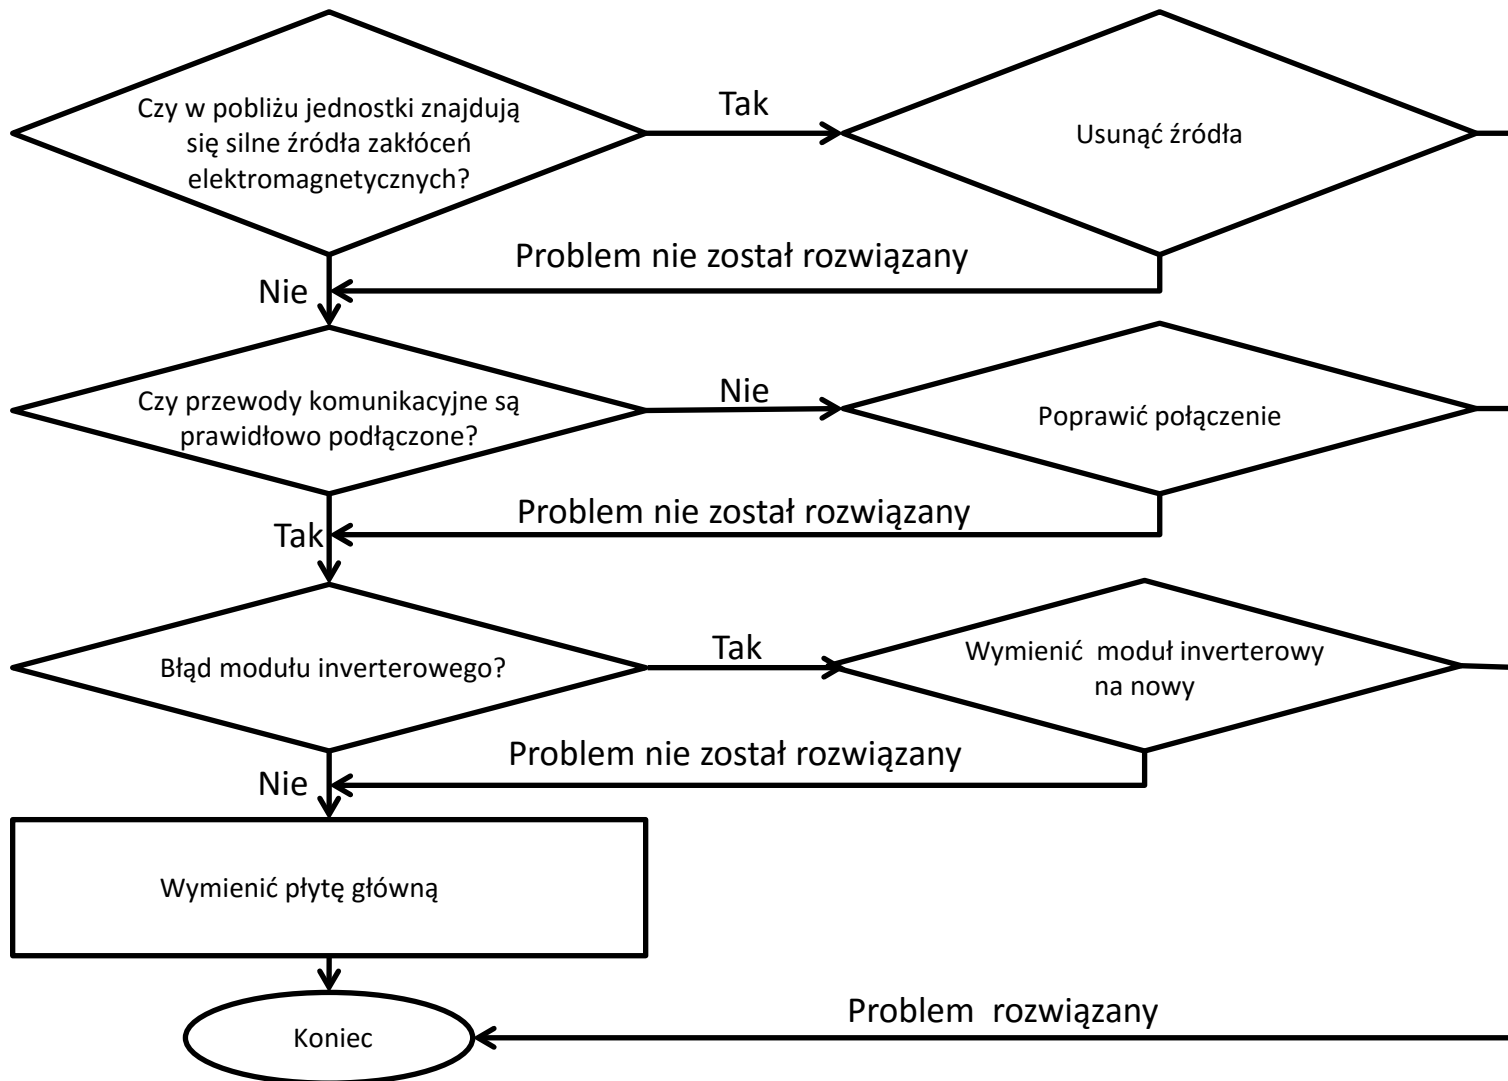 Czy w pobliżu jednostki znajdują
się silne źródła zakłóceń
elektromagnetycznych?
Tak
Usunąć źródła
Problem nie został rozwiązany
Nie
Czy przewody komunikacyjne są
prawidłowo podłączone?
Nie
Poprawić połączenie
Problem nie został rozwiązany
Tak
Błąd modułu inverterowego?
Tak
Wymienić moduł inverterowy
na nowy
Problem nie został rozwiązany
Nie
Wymienić płytę główną
Problem rozwiązany
Koniec